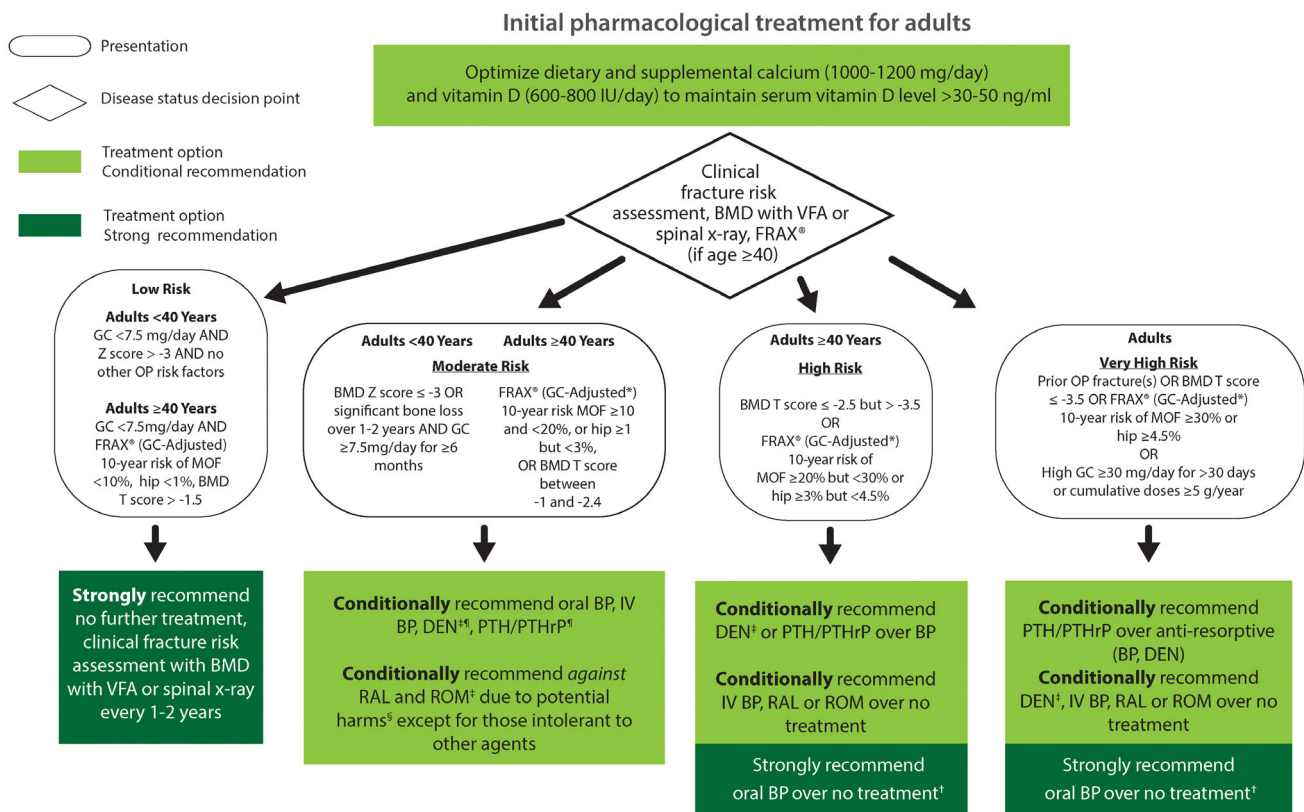 Initial pharmacological treatment for adults
Presentation
Disease status decision point
Treatment option
Conditional recommendation
Treatment option
Strong recommendation
Optimize dietary and supplemental calcium (1000-1200 mg/day)
and vitamin D (600-800 IU/day) to maintain serum vitamin D level >30-50 ng/ml
Clinical
fracture risk
assessment, BMD with VFA or
spinal x-ray, FRAX®
(if age ≥40)
Low Risk
Adults <40 Years
GC <7.5 mg/day AND
Z score > -3 AND no
other OP risk factors
Adults ≥40 Years
GC <7.5mg/day AND
FRAX® (GC-Adjusted)
10-year risk of MOF
<10%, hip <1%, BMD
T score > -1.5
Adults <40 Years
Adults ≥40 Years
Moderate Risk
BMD Z score ≤ -3 OR
significant bone loss
over 1-2 years AND GC
≥7.5mg/day for ≥6
months
FRAX® (GC-Adjusted*)
10-year risk MOF ≥10
and <20%, or hip ≥1
but <3%,
OR BMD T score
between
-1 and -2.4
Adults ≥40 Years
High Risk
BMD T score ≤ -2.5 but > -3.5
OR
FRAX® (GC-Adjusted*)
10-year risk of
MOF ≥20% but <30% or
hip ≥3% but <4.5%
Adults
Very High Risk
Prior OP fracture(s) OR BMD T score
≤ -3.5 OR FRAX® (GC-Adjusted*)
10-year risk of MOF ≥30% or
hip ≥4.5%
OR
High GC ≥30 mg/day for >30 days
or cumulative doses ≥5 g/year
Strongly recommend
no further treatment,
clinical fracture risk
assessment with BMD
with VFA or spinal x-ray
every 1-2 years
Conditionally recommend oral BP, IV
BP, DEN‡¶, PTH/PTHrP¶
Conditionally recommend against
RAL and ROM‡ due to potential
harms§ except for those intolerant to
other agents
Conditionally recommend
DEN‡ or PTH/PTHrP over BP
Conditionally recommend
IV BP, RAL or ROM over no
treatment
Strongly recommend
oral BP over no treatment†
Conditionally recommend
PTH/PTHrP over anti-resorptive
(BP, DEN)
Conditionally recommend
DEN‡, IV BP, RAL or ROM over no
treatment
Strongly recommend
oral BP over no treatment†